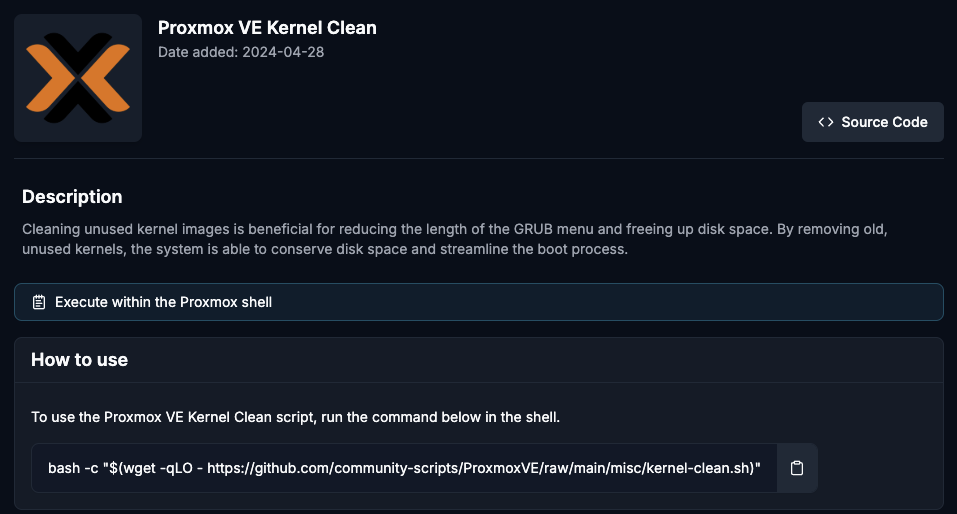 Proxmox VE Kernel Clean
Date added: 2024-04-28
<> Source Code
Description
Cleaning unused kernel images is beneficial for reducing the length of the GRUB menu and freeing up disk space. By removing old,
unused kernels, the system is able to conserve disk space and streamline the boot process.
Execute within the Proxmox shell
How to use
To use the Proxmox VE Kernel Clean script, run the command below in the shell.
bash -c "$(wget -qLO - https://github.com/community-scripts/ProxmoxVE/raw/main/misc/kernel-clean.sh)"